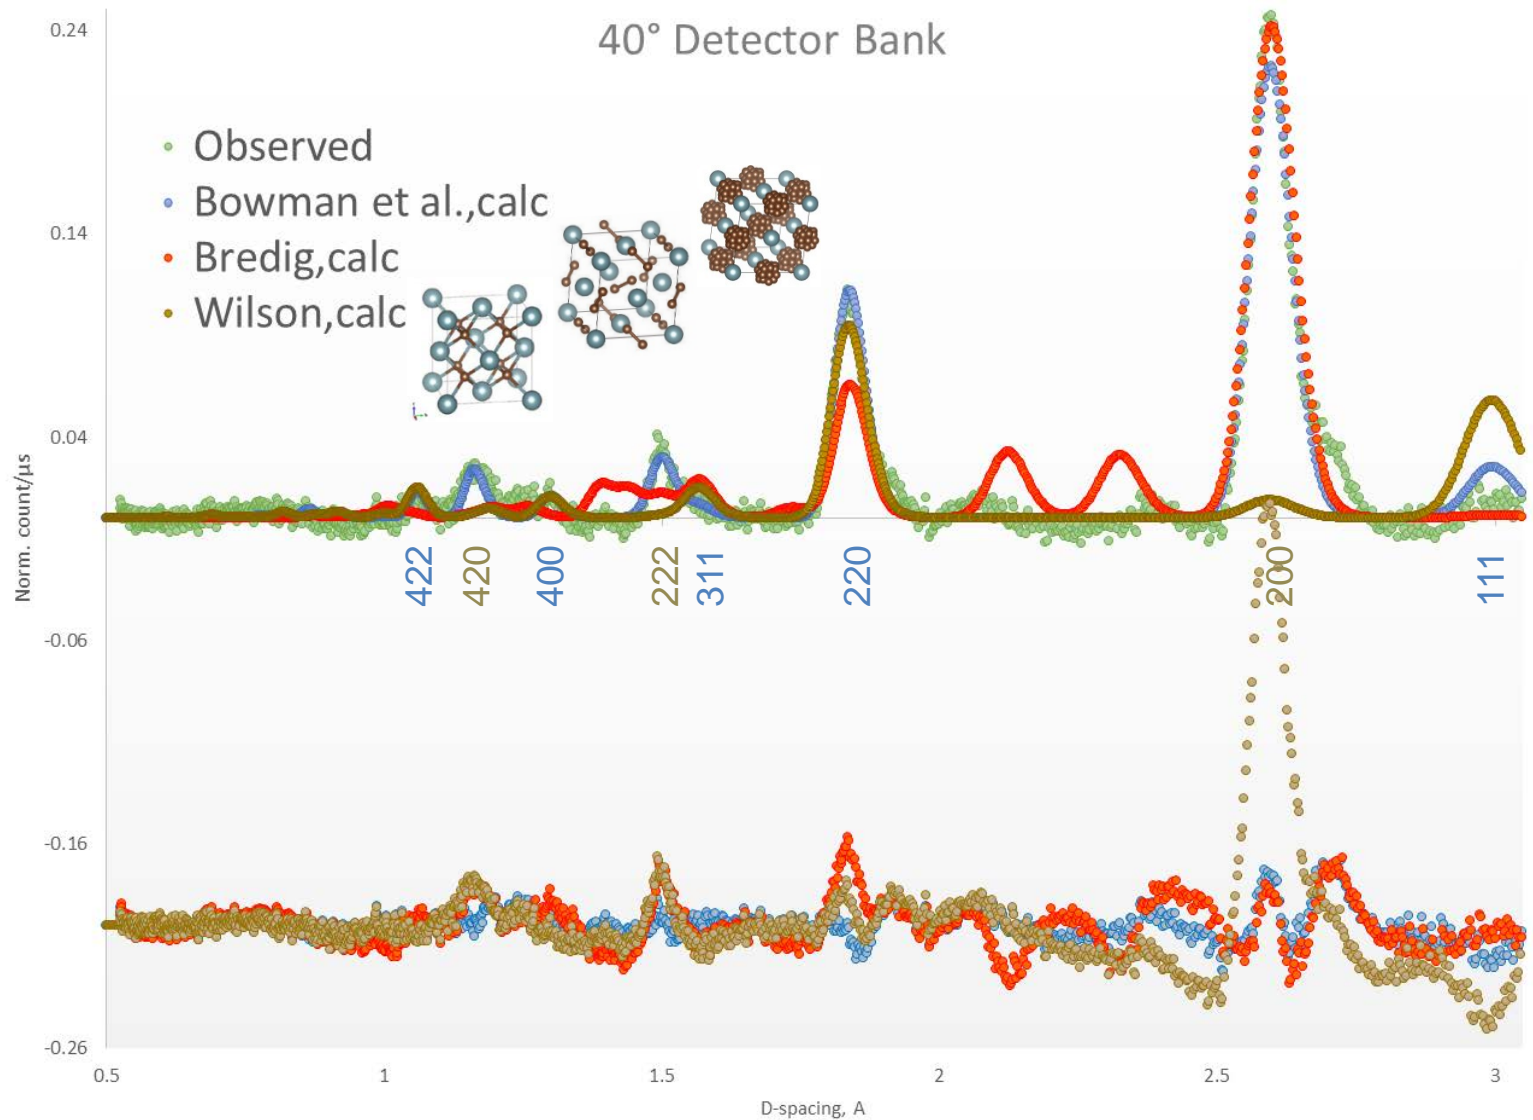 40° Detector Bank
Observed
Bowman et al.,calc
Bredig,calc
Wilson,calc
Norm. count/µs
0.24
0.14
0.04
-0.06
-0.16
-0.26
422
420
400
222
311
220
200
111
0.5
1
1.5
2
2.5
3
D-spacing, A